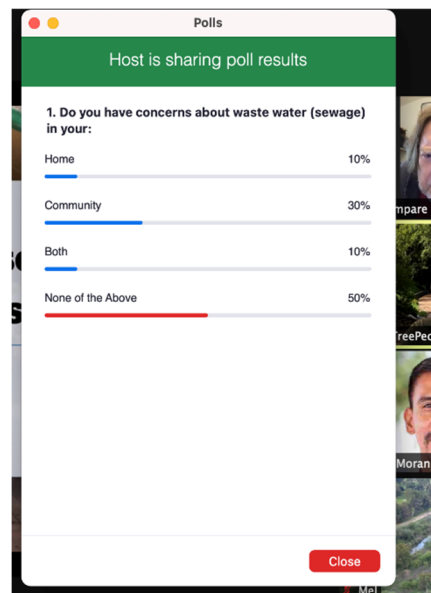 Polls
Host is sharing poll results
1. Do you have concerns about waste water (sewage)
in your:
Home 10%
Community 30%
Both 10%
None of the Above 50%
Close
mpare
TreePeo
Moran
Mel